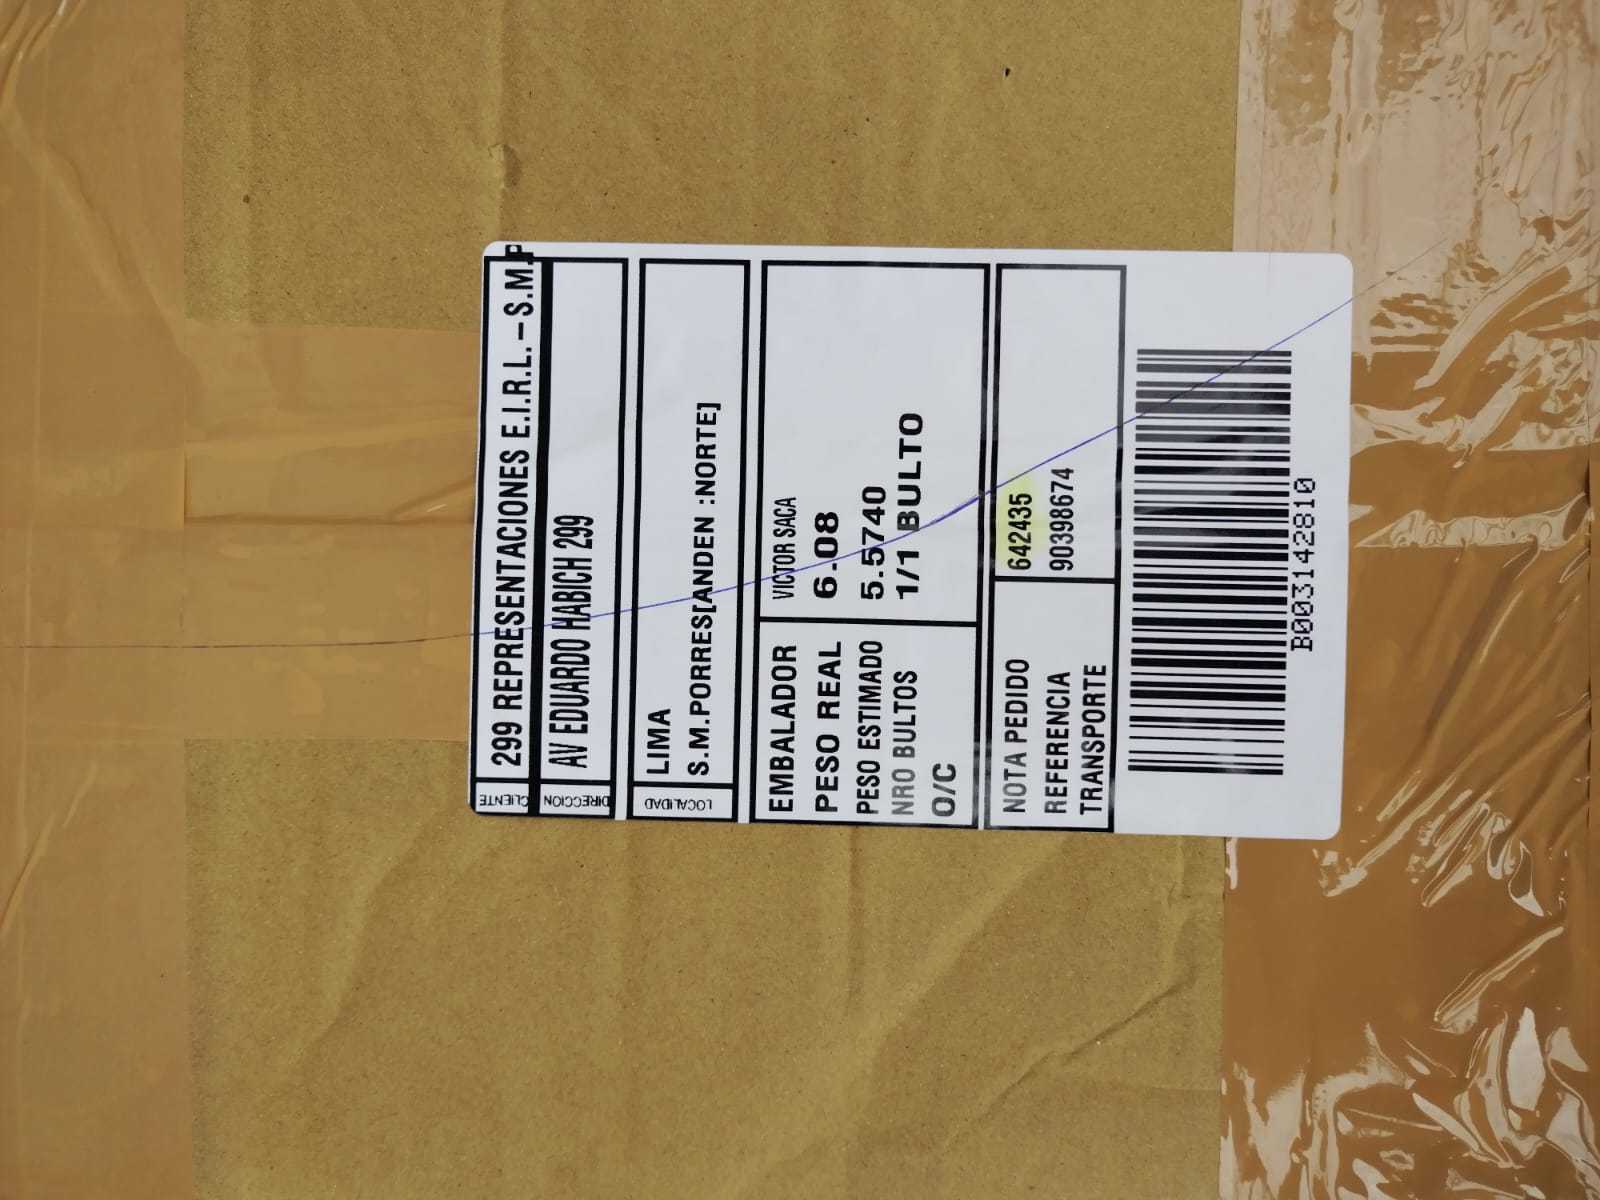 CLIENTE 299 REPRESENTACIONES E.I.R.L. – S.M.P
DIRECCION AV EDUARDO HABICH 299
LIMA
LOCALIDAD S.M.PORRES[ANDEN :NORTE]
EMBALADOR VICTOR SACA
PESO REAL 6.08
PESO ESTIMADO 5.5740
NRO BULTOS 1/1 BULTO
O/C
NOTA PEDIDO 642435
REFERENCIA 90398674
TRANSPORTE
B003142810